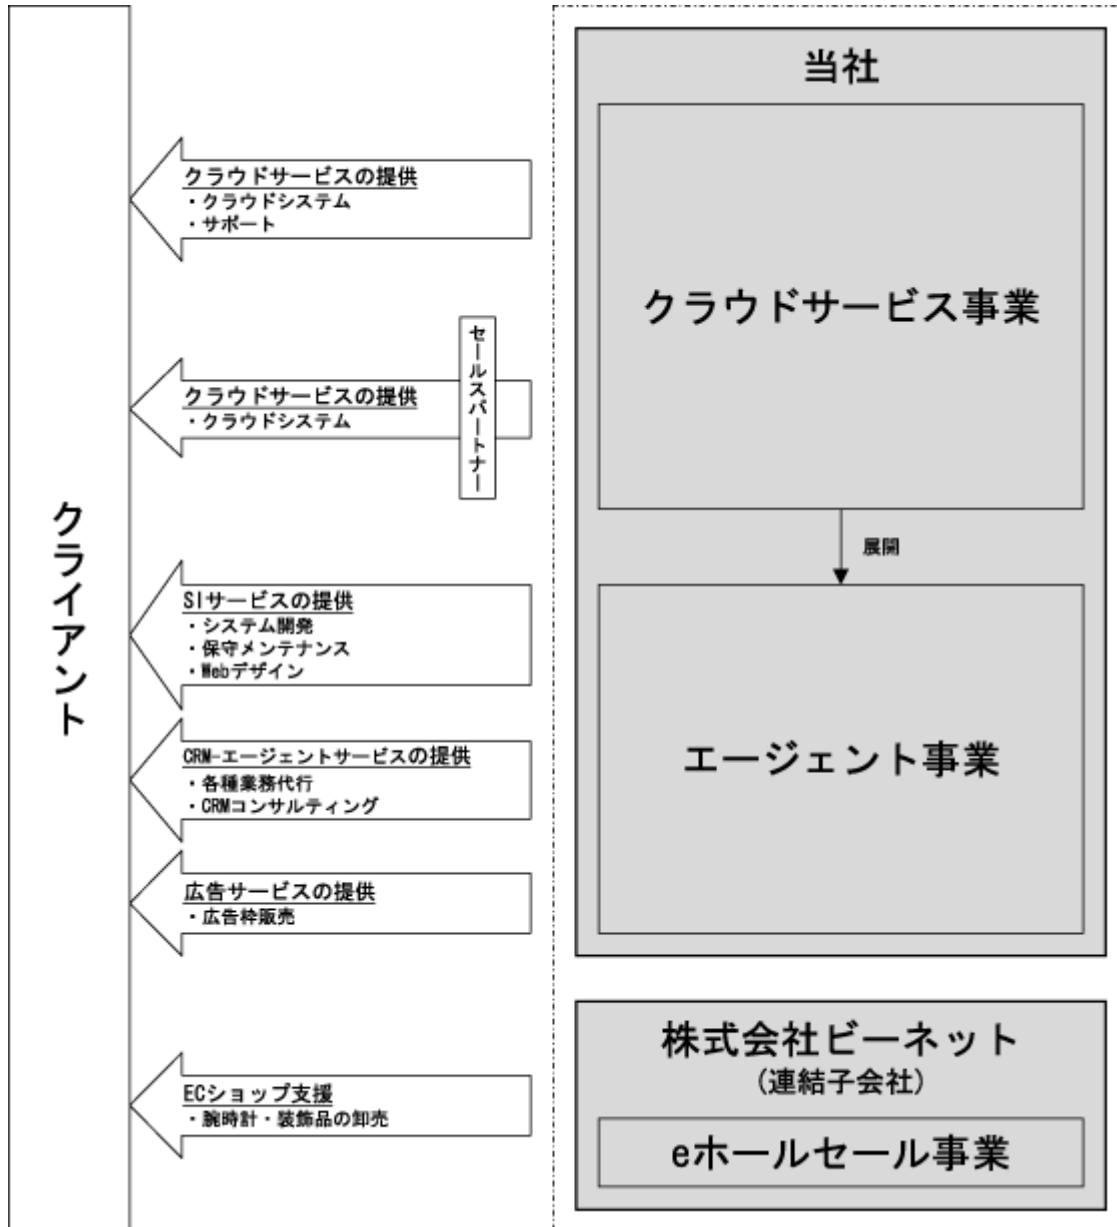 当社
クラウドサービスの提供
・クラウドシステム
・サポート
クラウドサービス事業
セールスパートナー
クラウドサービスの提供
・クラウドシステム
展開
クライアント
SIサービスの提供
・システム開発
・保守メンテナンス
・Webデザイン
エージェント事業
CRM-エージェントサービスの提供
・各種業務代行
・CRMコンサルティング
広告サービスの提供
・広告枠販売
株式会社ビーネット
(連結子会社)
ECショップ支援
・腕時計・装飾品の卸売
eホールセール事業